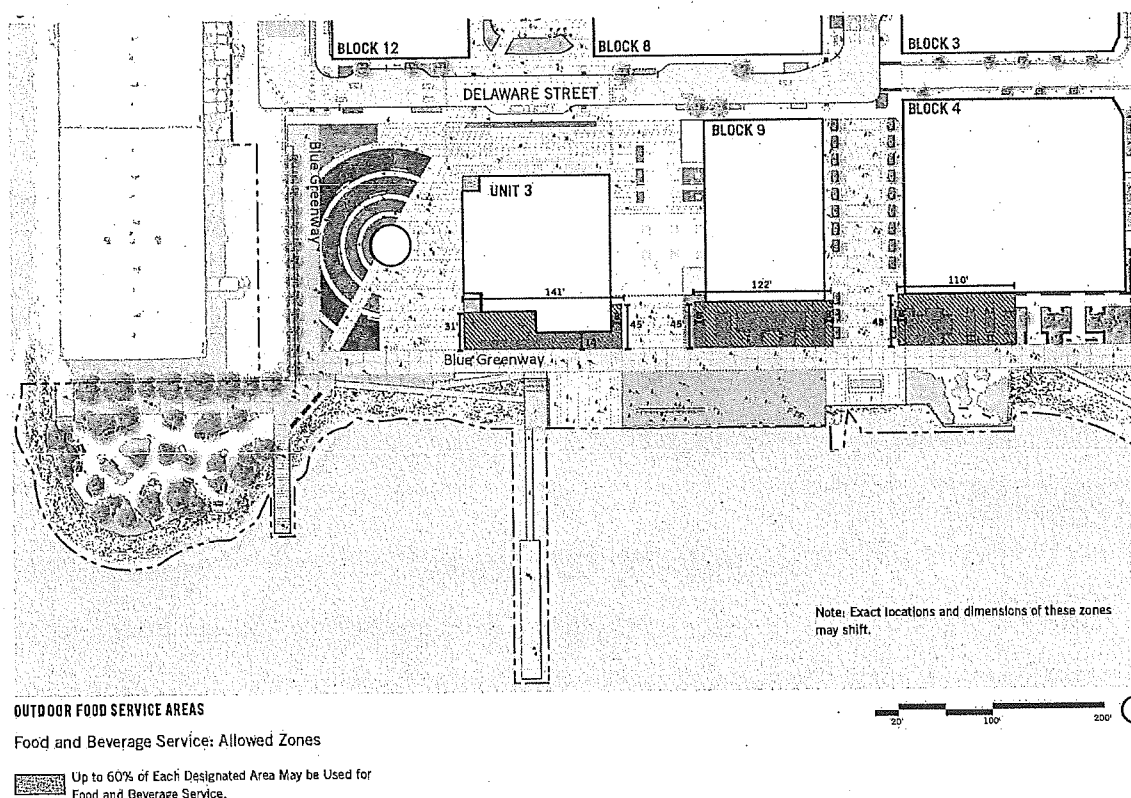 BLOCK 12
BLOCK 8
BLOCK 3
DELAWARE STREET
BLOCK 4
BLOCK 9
Blue Greenway
UNIT 3
110'
141'
122'
31'
45'
45'
48'
Blue Greenway
Note: Exact locations and dimensions of these zones
may shift.
OUTDOOR FOOD SERVICE AREAS
20'
100'
200'
Food and Beverage Service: Allowed Zones
Up to 60% of Each Designated Area May be Used for
Food and Beverage Service.